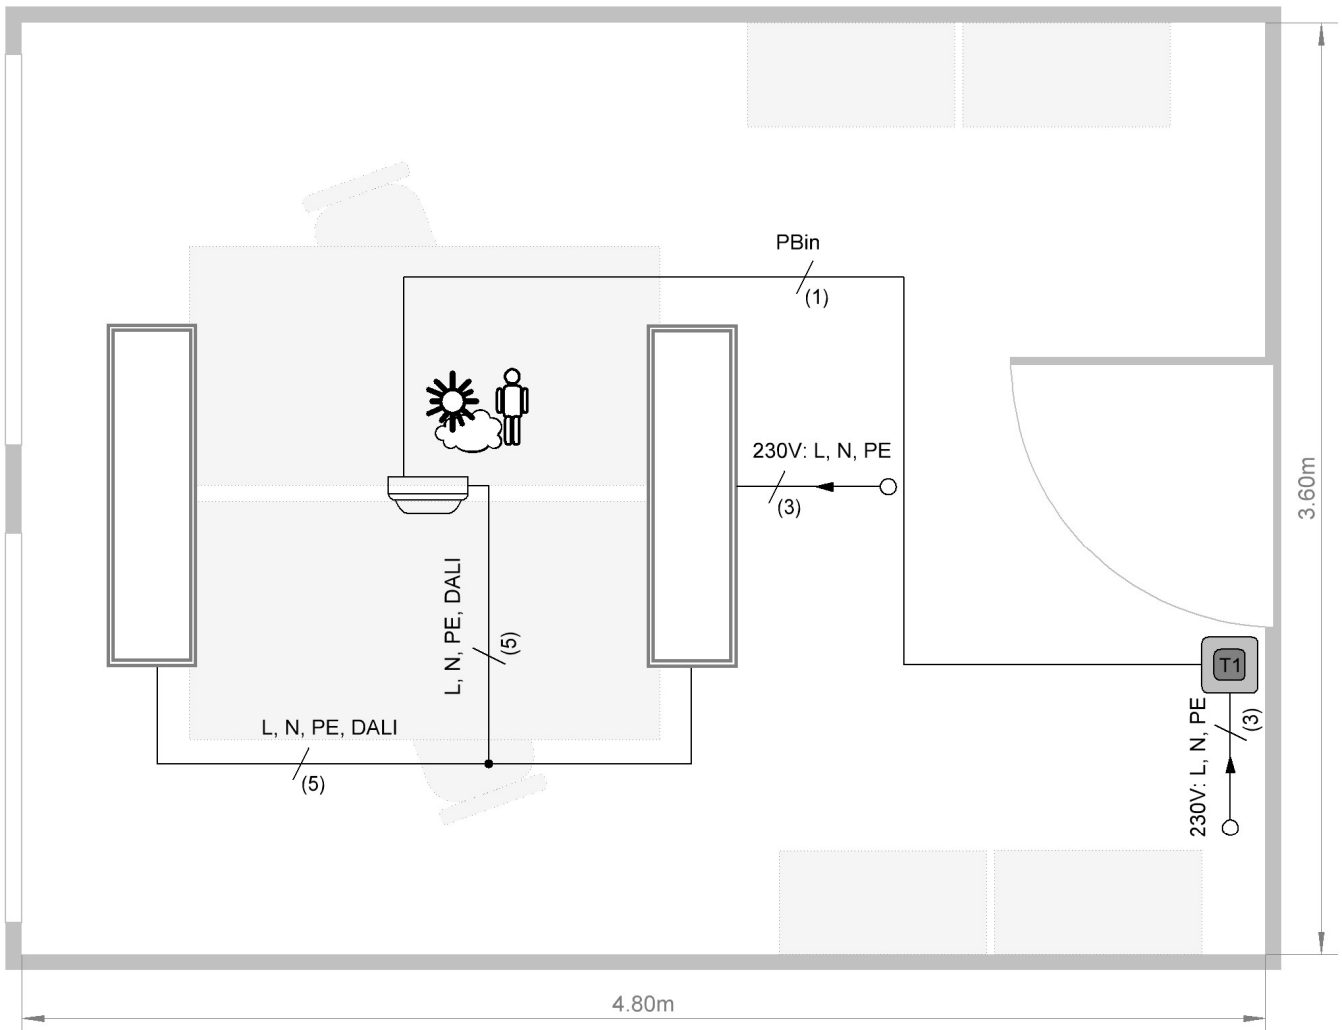 PBin
(1)
230V: L, N, PE
(3)
3.60m
L, N, PE, DALI
(5)
T1
230V: L, N, PE
(3)
L, N, PE, DALI
(5)
4.80m